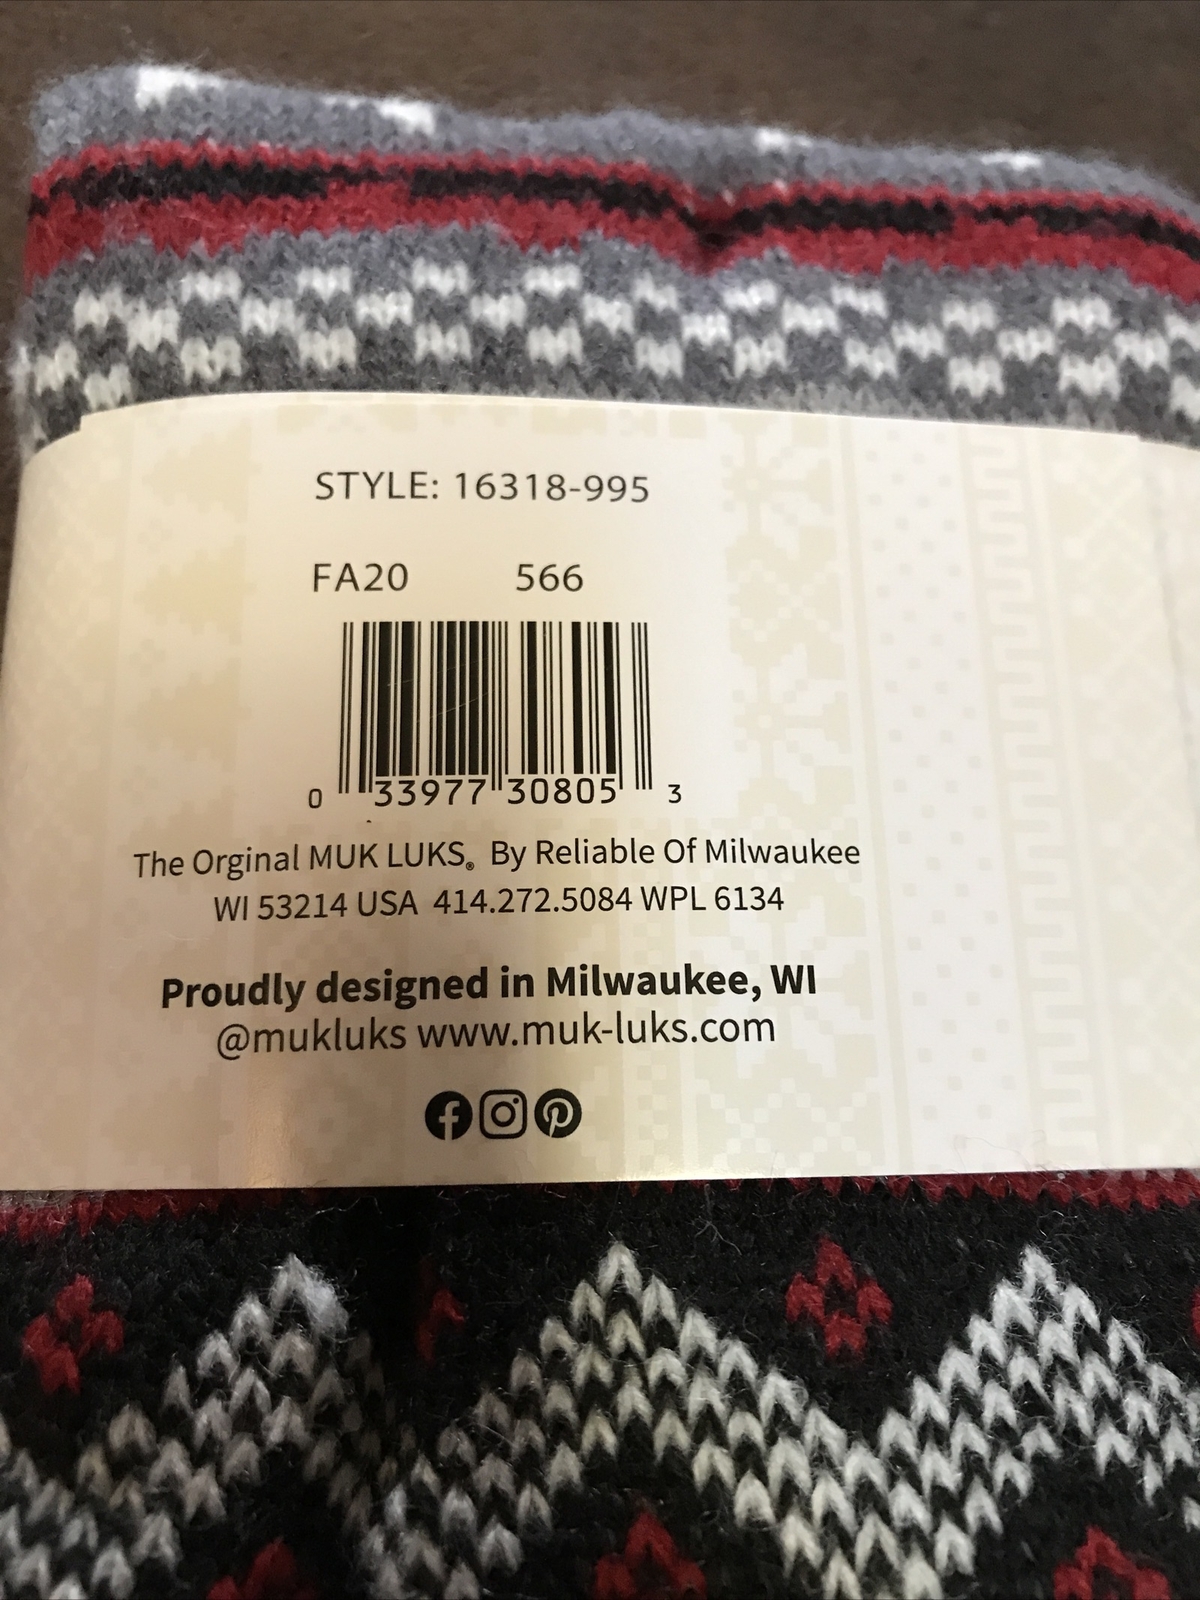 STYLE: 16318-995
FA20 566
0 33977 30805 3
The Orginal MUK LUKS® By Reliable Of Milwaukee
WI 53214 USA 414.272.5084 WPL 6134
Proudly designed in Milwaukee, WI
@mukluks www.muk-luks.com